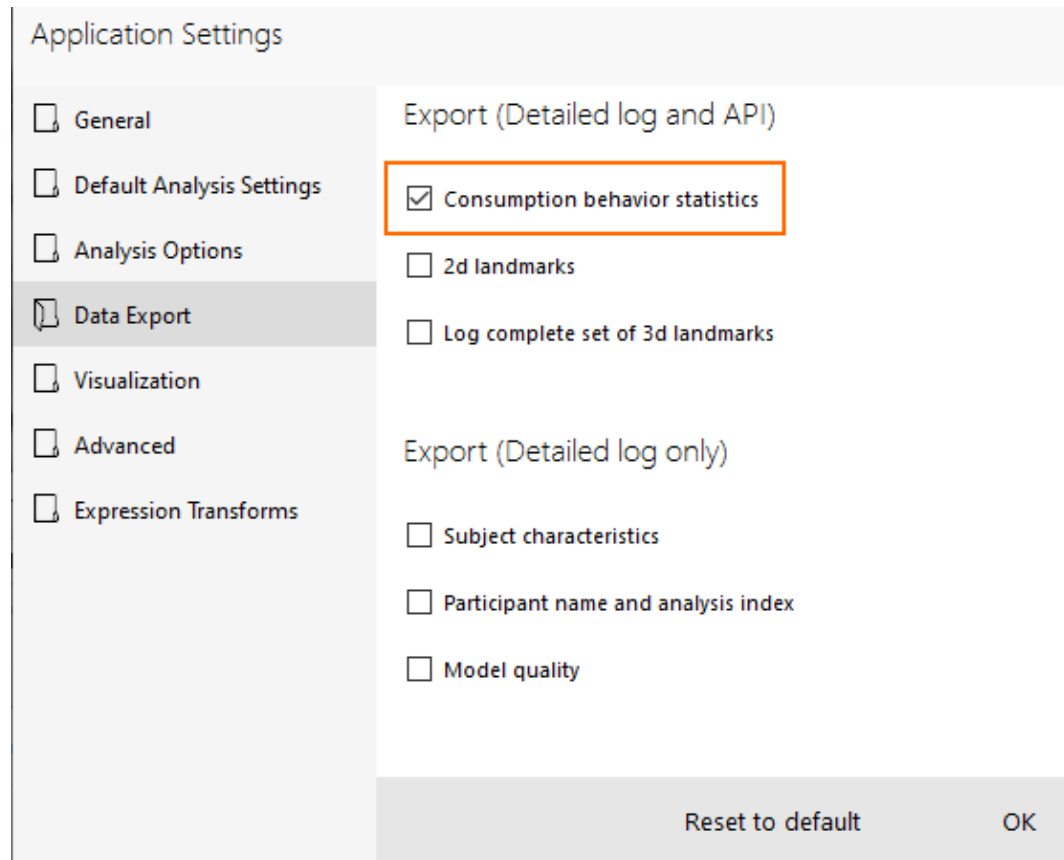 Application Settings
General
Default Analysis Settings
Analysis Options
Data Export
Visualization
Advanced
Expression Transforms
Export (Detailed log and API)
Consumption behavior statistics
2d landmarks
Log complete set of 3d landmarks
Export (Detailed log only)
Subject characteristics
Participant name and analysis index
Model quality
Reset to default OK